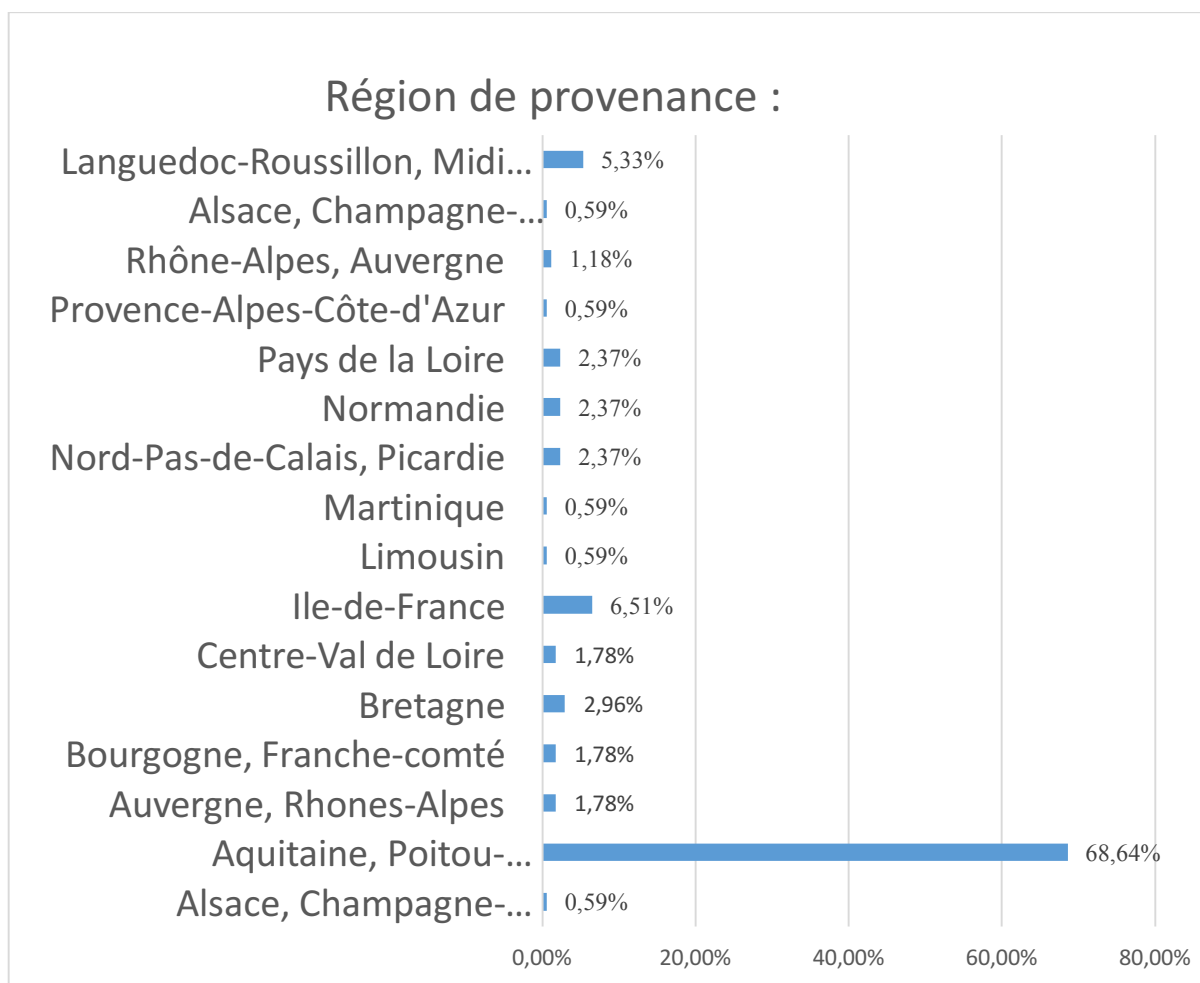 Région de provenance :
Languedoc-Roussillon, Midi... 5,33%
Alsace, Champagne-... 0,59%
Rhône-Alpes, Auvergne 1,18%
Provence-Alpes-Côte-d'Azur 0,59%
Pays de la Loire 2,37%
Normandie 2,37%
Nord-Pas-de-Calais, Picardie 2,37%
Martinique 0,59%
Limousin 0,59%
Ile-de-France 6,51%
Centre-Val de Loire 1,78%
Bretagne 2,96%
Bourgogne, Franche-comté 1,78%
Auvergne, Rhones-Alpes 1,78%
Aquitaine, Poitou-... 68,64%
Alsace, Champagne-... 0,59%
0,00% 20,00% 40,00% 60,00% 80,00%